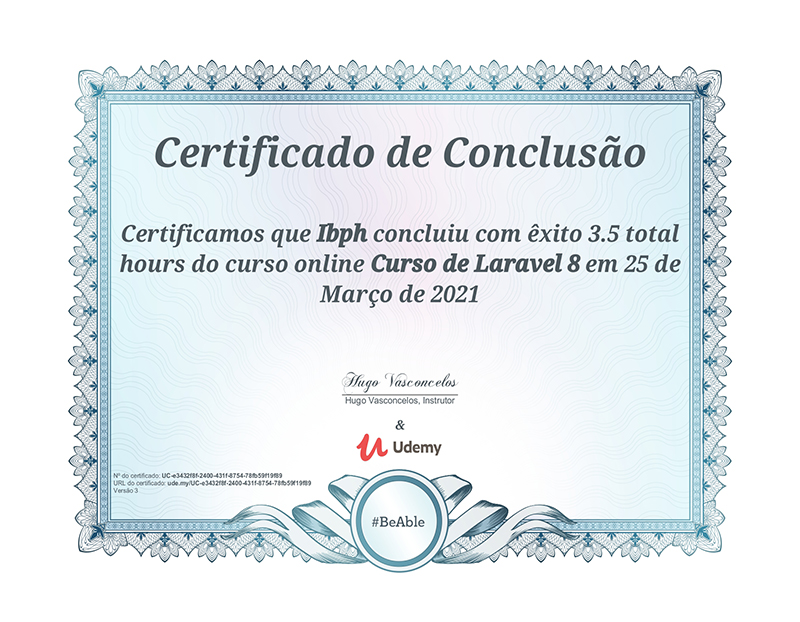 Certificado de Conclusão
Certificamos que Ibph concluiu com êxito 3.5 total
hours do curso online Curso de Laravel 8 em 25 de
Março de 2021
Hugo Vasconcelos
Hugo Vasconcelos, Instrutor
&
Udemy
Nº do certificado: UC-e3432f8f-2400-431f-8754-78fb59f19f89
URL do certificado: ude.my/UC-e3432f8f-2400-431f-8754-78fb59f19f89
Versão 3
#BeAble